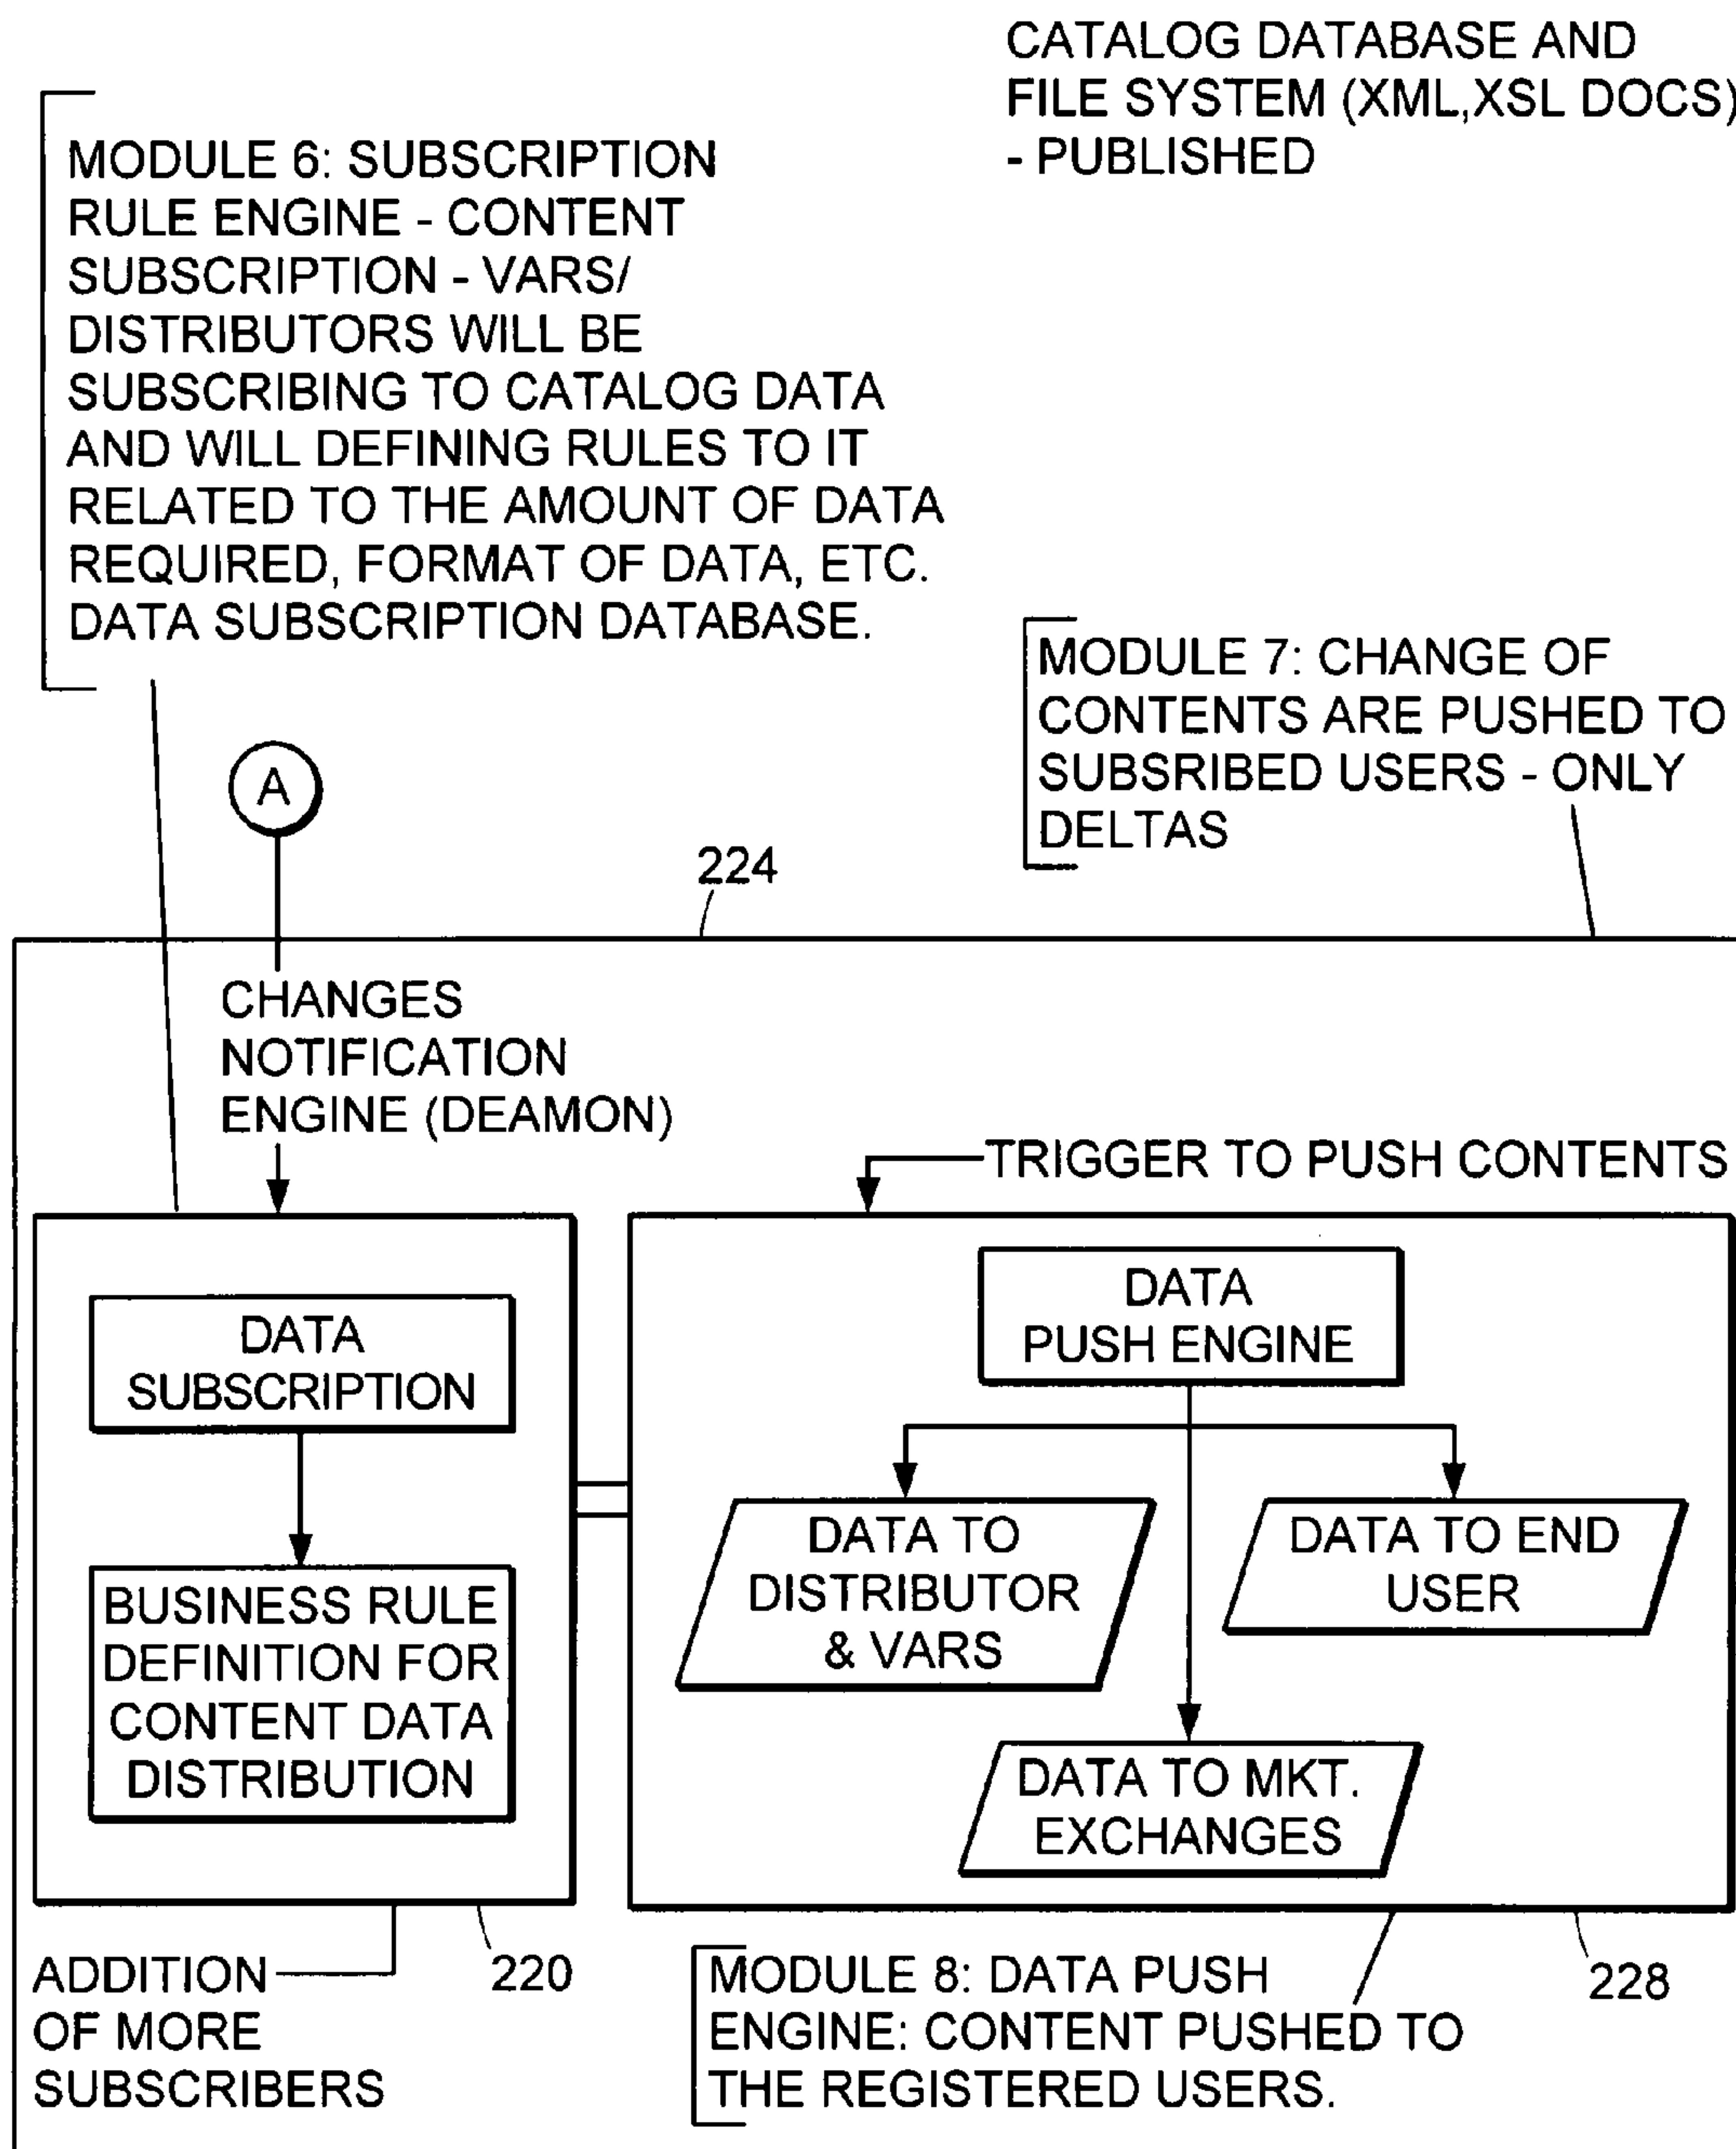 CATALOG DATABASE AND
FILE SYSTEM (XML,XSL DOCS)
- PUBLISHED
MODULE 6: SUBSCRIPTION
RULE ENGINE - CONTENT
SUBSCRIPTION - VARS/
DISTRIBUTORS WILL BE
SUBSCRIBING TO CATALOG DATA
AND WILL DEFINING RULES TO IT
RELATED TO THE AMOUNT OF DATA
REQUIRED, FORMAT OF DATA, ETC.
DATA SUBSCRIPTION DATABASE.
MODULE 7: CHANGE OF
CONTENTS ARE PUSHED TO
SUBSRIBED USERS - ONLY
DELTAS
A
224
CHANGES
NOTIFICATION
ENGINE (DEAMON)
TRIGGER TO PUSH CONTENTS
DATA
SUBSCRIPTION
BUSINESS RULE
DEFINITION FOR
CONTENT DATA
DISTRIBUTION
DATA
PUSH ENGINE
DATA TO
DISTRIBUTOR
& VARS
DATA TO END
USER
DATA TO MKT.
EXCHANGES
ADDITION
OF MORE
SUBSCRIBERS
220
MODULE 8: DATA PUSH
ENGINE: CONTENT PUSHED TO
THE REGISTERED USERS.
228